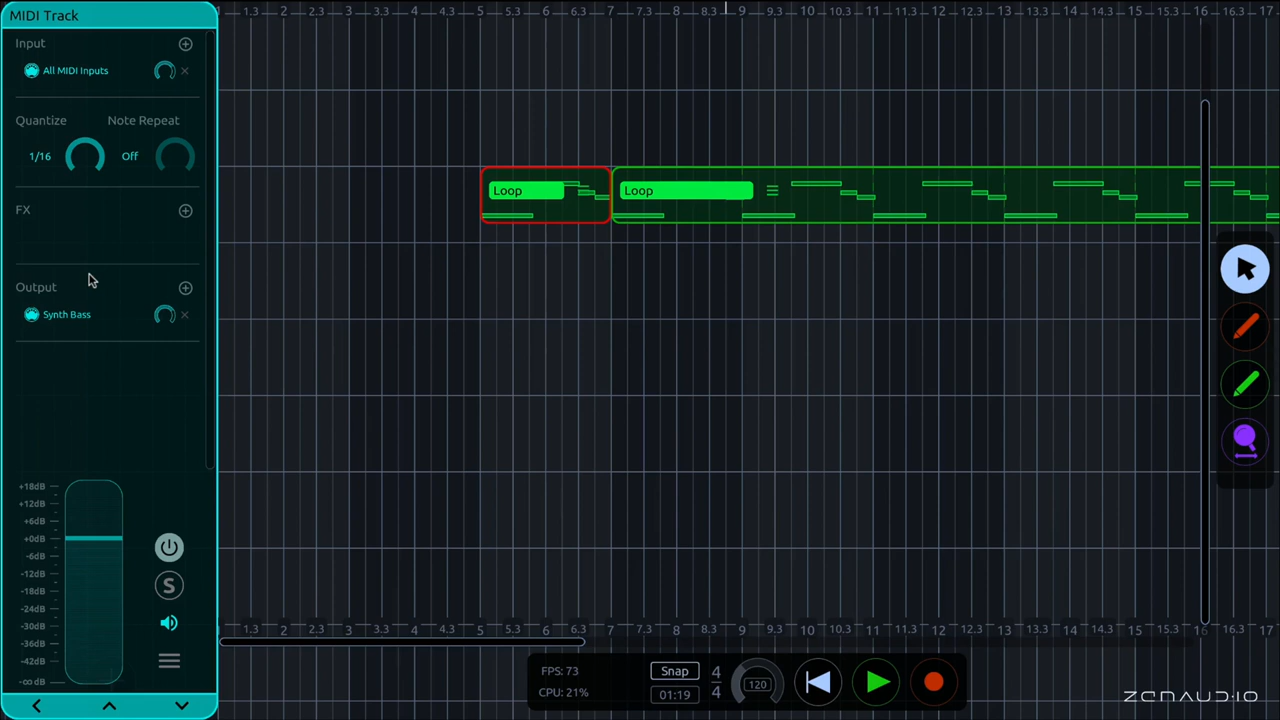 MIDI Track
Input
All MIDI Inputs
Quantize Note Repeat
1/16 Off
FX
Output
Synth Bass
+18dB
+12dB
+6dB
+0dB
-6dB
-12dB
-18dB
-24dB
-30dB
-36dB
-42dB
-∞dB
S
1.3 2 2.3 3 3.3 4 4.3 5 5.3 6 6.3 7 7.3 8 8.3 9 9.3 10 10.3 11 11.3 12 12.3 13 13.3 14 14.3 15 15.3 16 16.3 17
Loop Loop
1.3 2 2.3 3 3.3 4 4.3 5 5.3 6 6.3 7 7.3 8 8.3 9 9.3 10 10.3 11 11.3 12 12.3 13 13.3 14 14.3 15 15.3 16 16.3 17
FPS: 73
CPU: 21%
Snap
01:19
4
4
120
ZENAUDIO